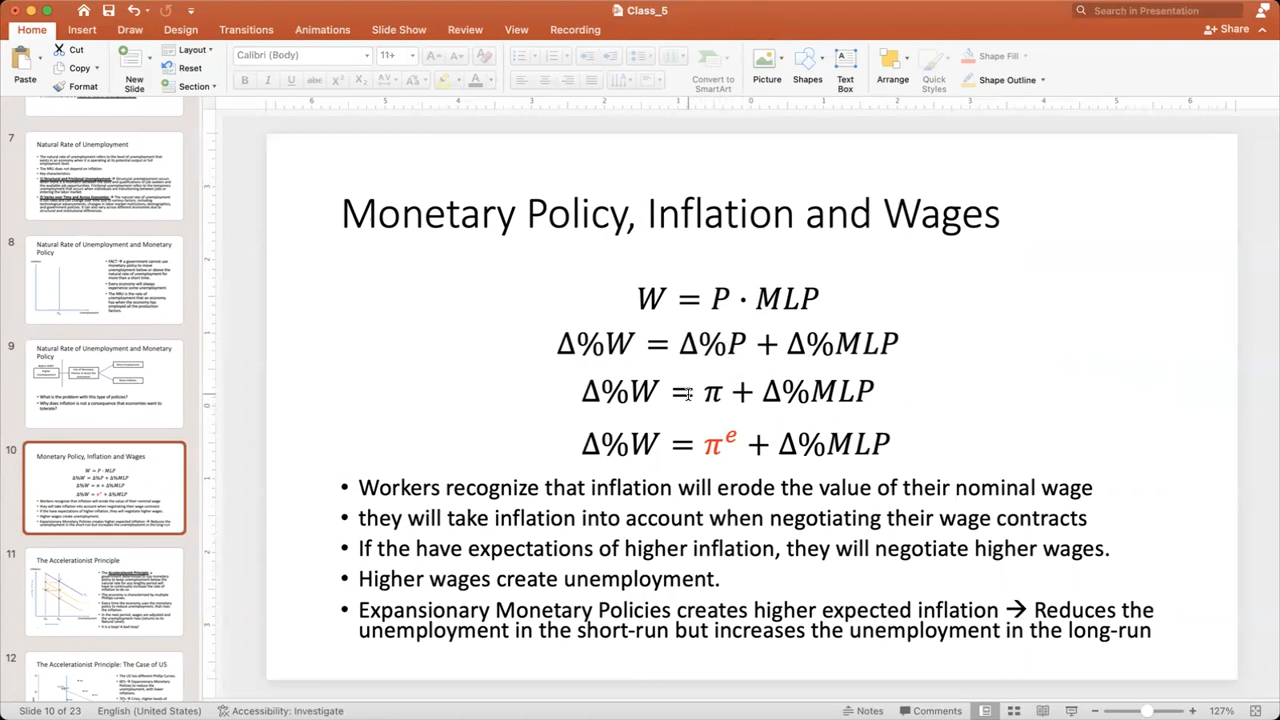 Class_5
Search in Presentation
Home Insert Draw Design Transitions Animations Slide Show Review View Recording Share
Paste
Cut
Copy
Format
New Slide
Layout
Reset
Section
Calibri (Body) 11+
Convert to SmartArt
Picture
Shapes
Text Box
Arrange
Quick Styles
Shape Fill
Shape Outline
7
Natural Rate of Unemployment
8
Natural Rate of Unemployment and Monetary
Policy
9
Natural Rate of Unemployment and Monetary
Policy
10
Monetary Policy, Inflation and Wages
11
The Accelerationist Principle
12
The Accelerationist Principle: The Case of US
Monetary Policy, Inflation and Wages
W = P · MLP
Δ%W = Δ%P + Δ%MLP
Δ%W = π + Δ%MLP
Δ%W = πᵉ + Δ%MLP
• Workers recognize that inflation will erode the value of their nominal wage
• they will take inflation into account when negotiating their wage contracts
• If the have expectations of higher inflation, they will negotiate higher wages.
• Higher wages create unemployment.
• Expansionary Monetary Policies creates higher expected inflation → Reduces the
unemployment in the short-run but increases the unemployment in the long-run
Slide 10 of 23 English (United States) Accessibility: Investigate Notes Comments 127%